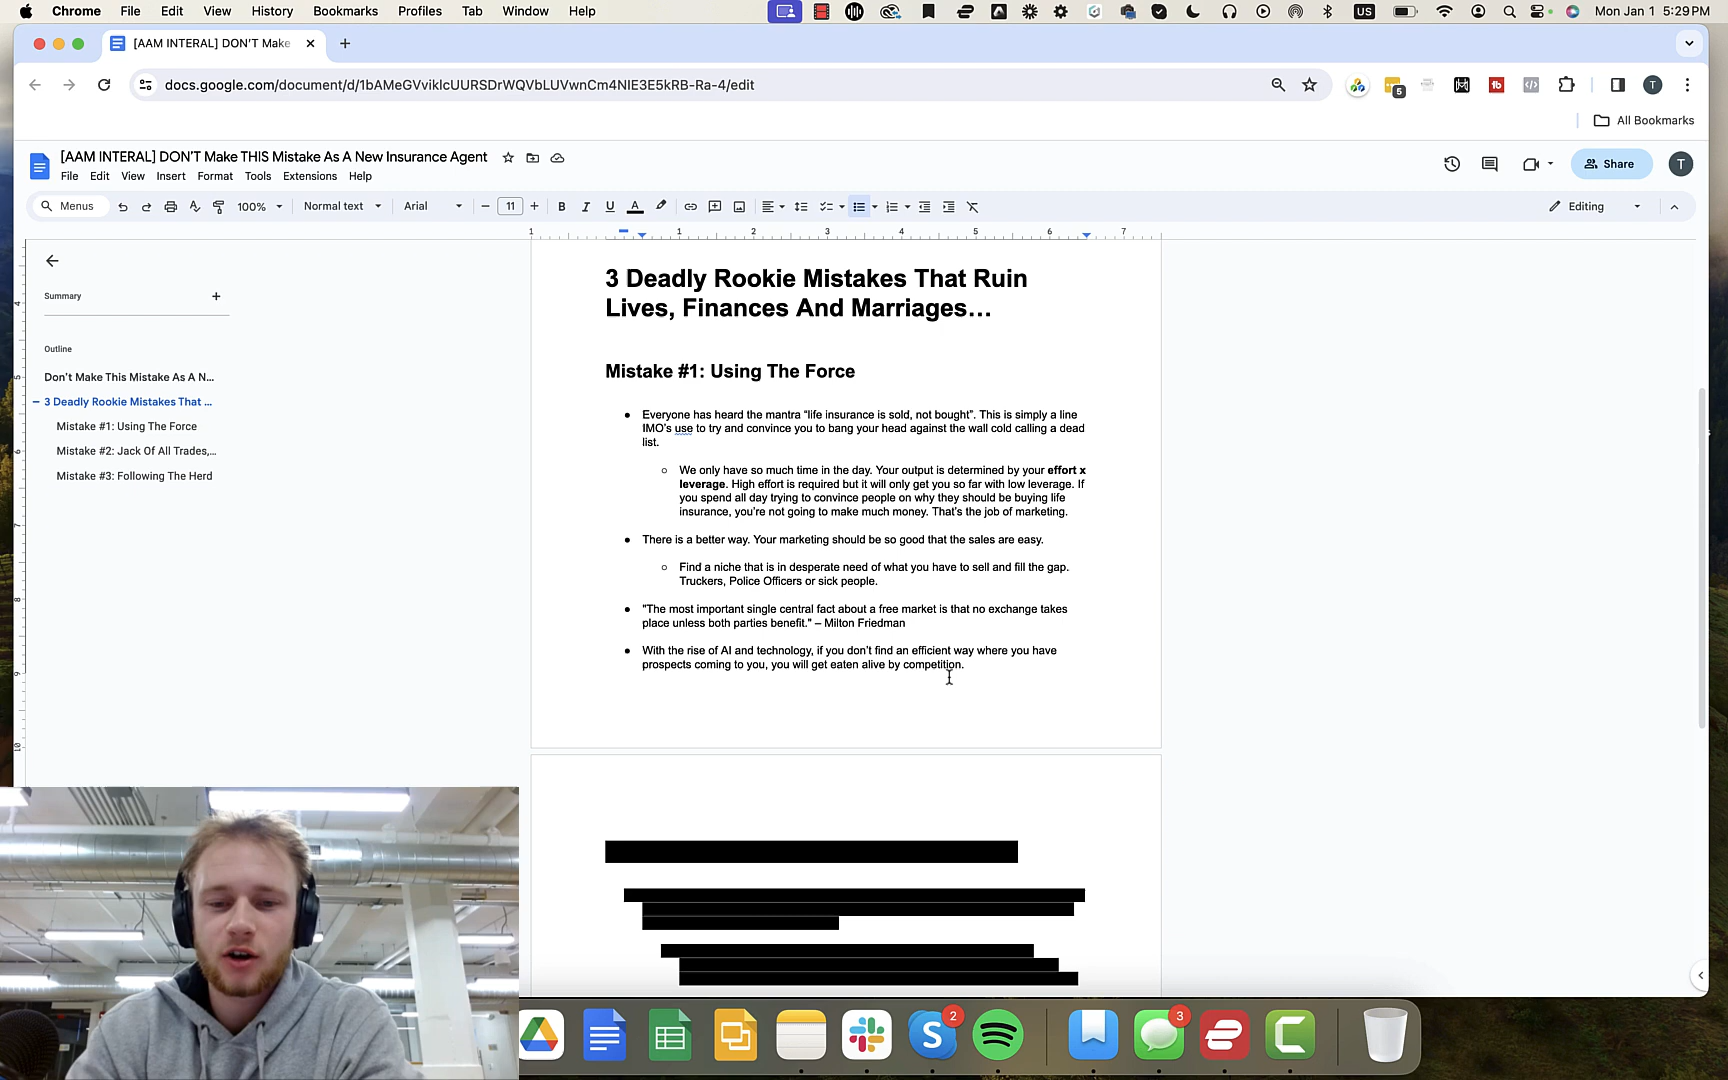 Chrome File Edit View History Bookmarks Profiles Tab Window Help US Mon Jan 1 5:29 PM
[AAM INTERAL] DON'T Make
docs.google.com/document/d/1bAMeGVviklcUURSDrWQVbLUVwnCm4NIE3E5kRB-Ra-4/edit 5 T
All Bookmarks
[AAM INTERAL] DON'T Make THIS Mistake As A New Insurance Agent
File Edit View Insert Format Tools Extensions Help
Share T
Menus 100% Normal text Arial 11 B I U A Editing
1 1 2 3 4 5 6 7
Summary
Outline
Don't Make This Mistake As A N...
3 Deadly Rookie Mistakes That ...
Mistake #1: Using The Force
Mistake #2: Jack Of All Trades,...
Mistake #3: Following The Herd
3 Deadly Rookie Mistakes That Ruin
Lives, Finances And Marriages…
Mistake #1: Using The Force
Everyone has heard the mantra “life insurance is sold, not bought”. This is simply a line
IMO’s use to try and convince you to bang your head against the wall cold calling a dead
list.
We only have so much time in the day. Your output is determined by your effort x
leverage. High effort is required but it will only get you so far with low leverage. If
you spend all day trying to convince people on why they should be buying life
insurance, you’re not going to make much money. That’s the job of marketing.
There is a better way. Your marketing should be so good that the sales are easy.
Find a niche that is in desperate need of what you have to sell and fill the gap.
Truckers, Police Officers or sick people.
"The most important single central fact about a free market is that no exchange takes
place unless both parties benefit." – Milton Friedman
With the rise of AI and technology, if you don’t find an efficient way where you have
prospects coming to you, you will get eaten alive by competition.
2 3